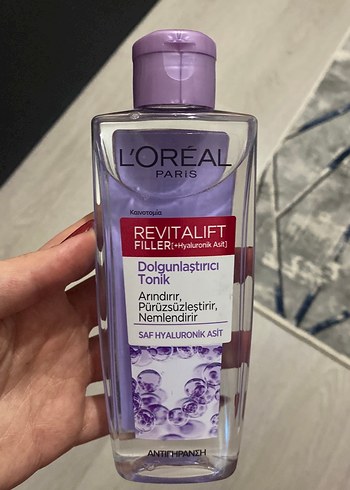 L'ORÉAL
PARIS
Καινοτομία
REVITALIFT
FILLER[+Hyaluronik Asit]
Dolgunlaştırıcı
Tonik
Arındırır,
Pürüzsüzleştirir,
Nemlendirir
SAF HYALURONİK ASİT
ΑΝΤΙΓΗΡΑΝΣΗ